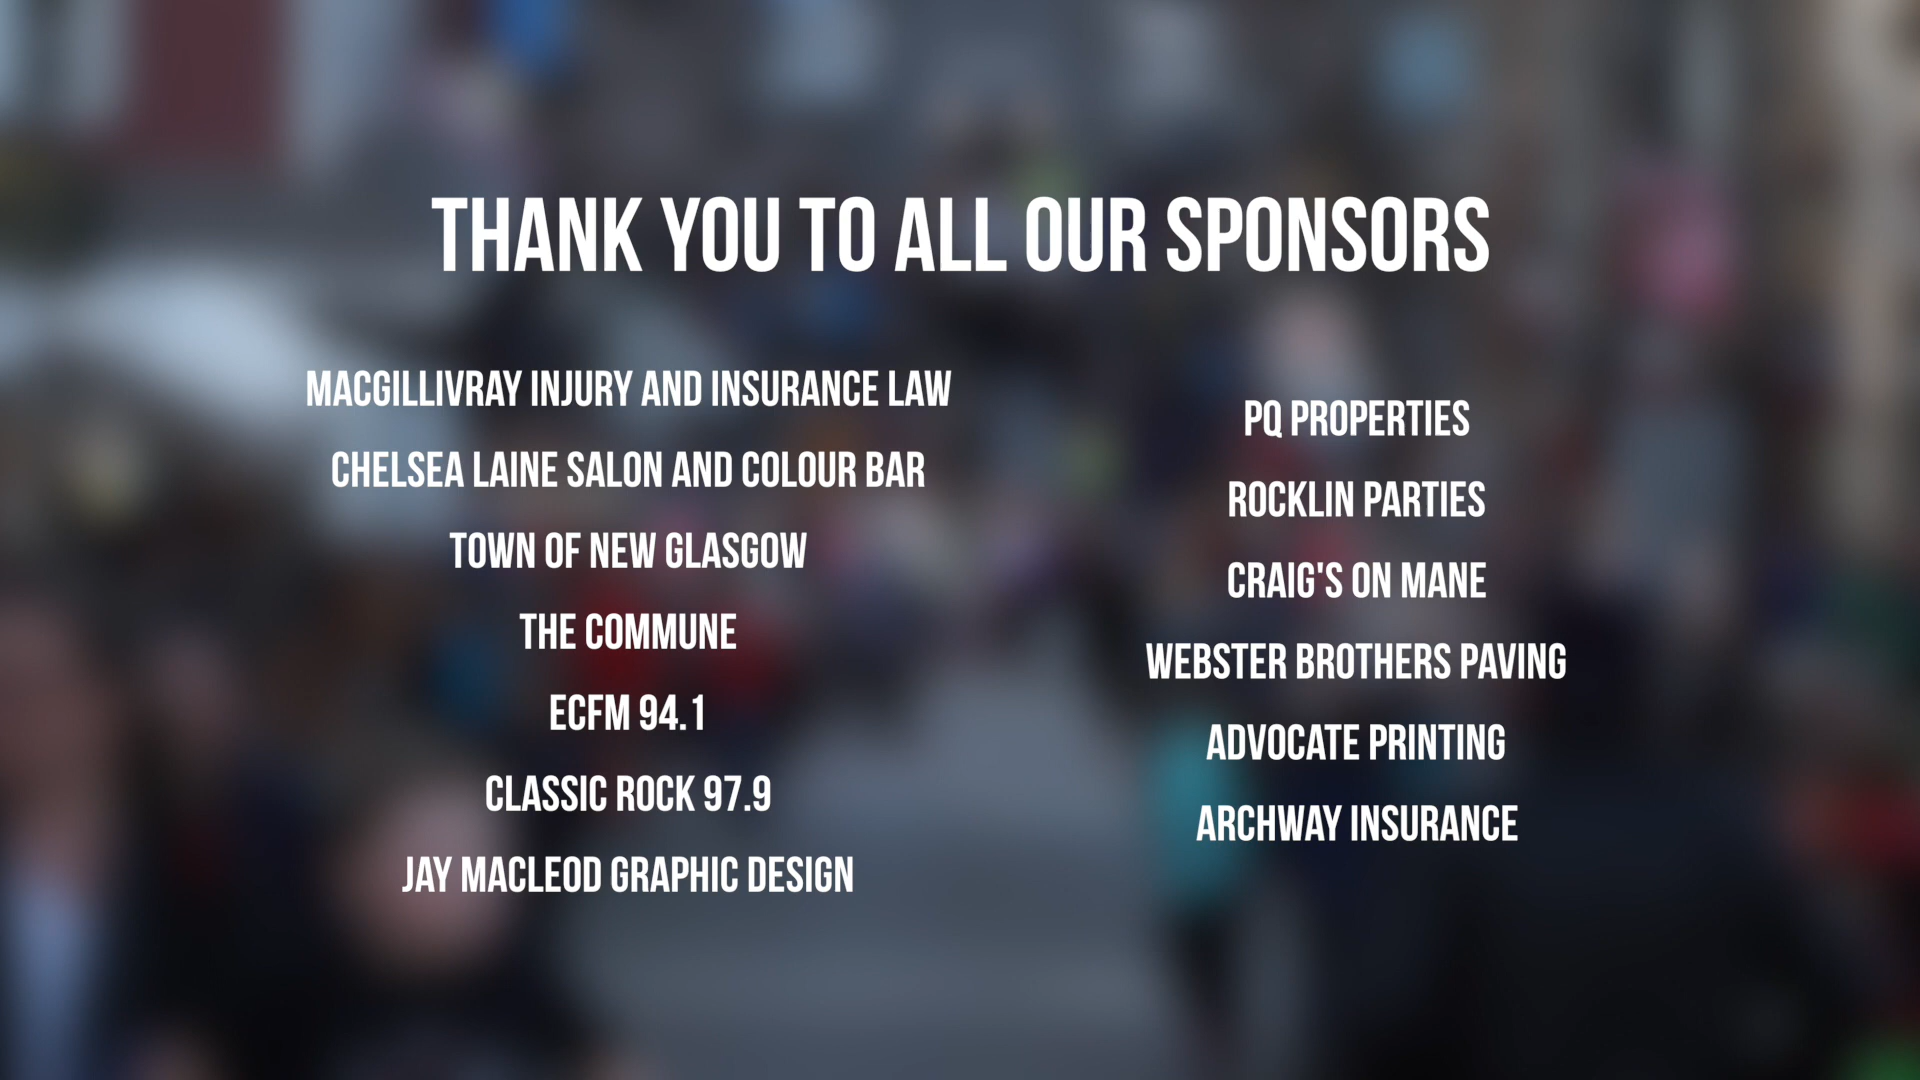 THANK YOU TO ALL OUR SPONSORS
MACGILLIVRAY INJURY AND INSURANCE LAW
CHELSEA LAINE SALON AND COLOUR BAR
TOWN OF NEW GLASGOW
THE COMMUNE
ECFM 94.1
CLASSIC ROCK 97.9
JAY MACLEOD GRAPHIC DESIGN
PQ PROPERTIES
ROCKLIN PARTIES
CRAIG'S ON MANE
WEBSTER BROTHERS PAVING
ADVOCATE PRINTING
ARCHWAY INSURANCE